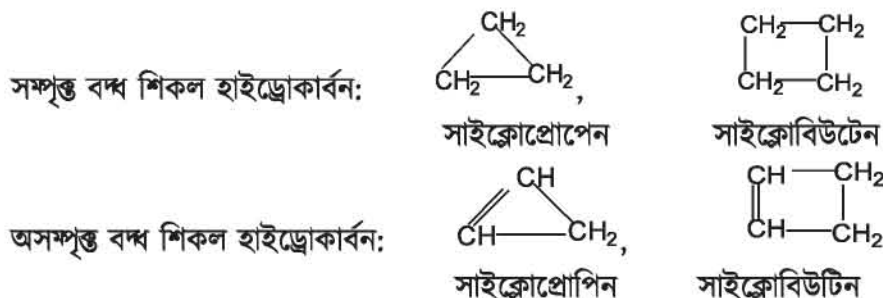 CH₂ CH₂ CH₂
সম্পৃক্ত বদ্ধ শিকল হাইড্রোকার্বন:
CH₂ CH₂, CH₂ CH₂
সাইক্লোপ্রোপেন সাইক্লোবিউটেন
CH CH CH₂
অসম্পৃক্ত বদ্ধ শিকল হাইড্রোকার্বন:
CH CH₂, CH CH₂
সাইক্লোপ্রোপিন সাইক্লোবিউটিন